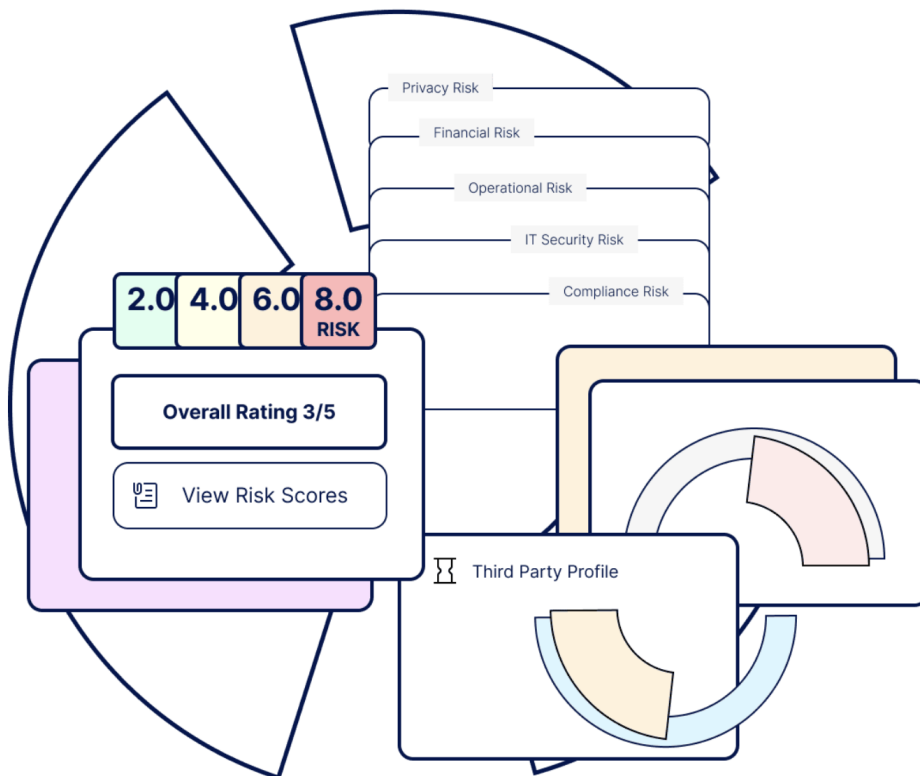 Privacy Risk
Financial Risk
Operational Risk
IT Security Risk
Compliance Risk
2.0 4.0 6.0 8.0
RISK
Overall Rating 3/5
View Risk Scores
Third Party Profile